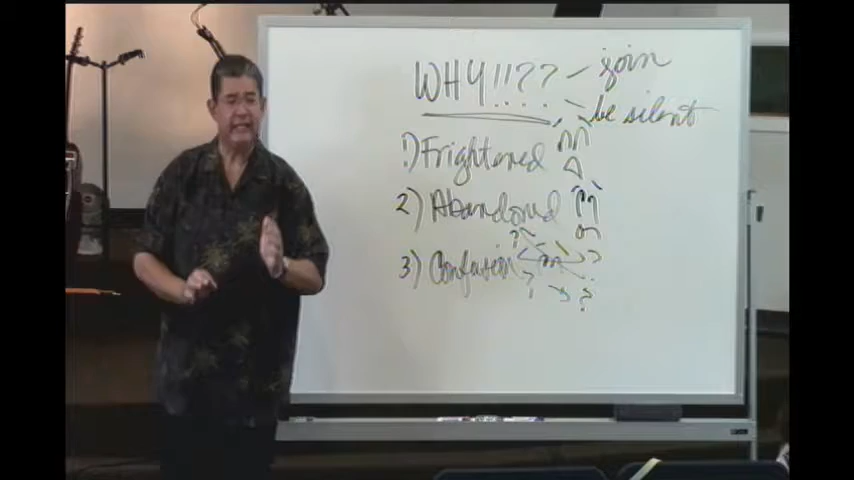 WHY!!?? - join
- be silent
1) Frightened
2) Abandoned
3) Confusion